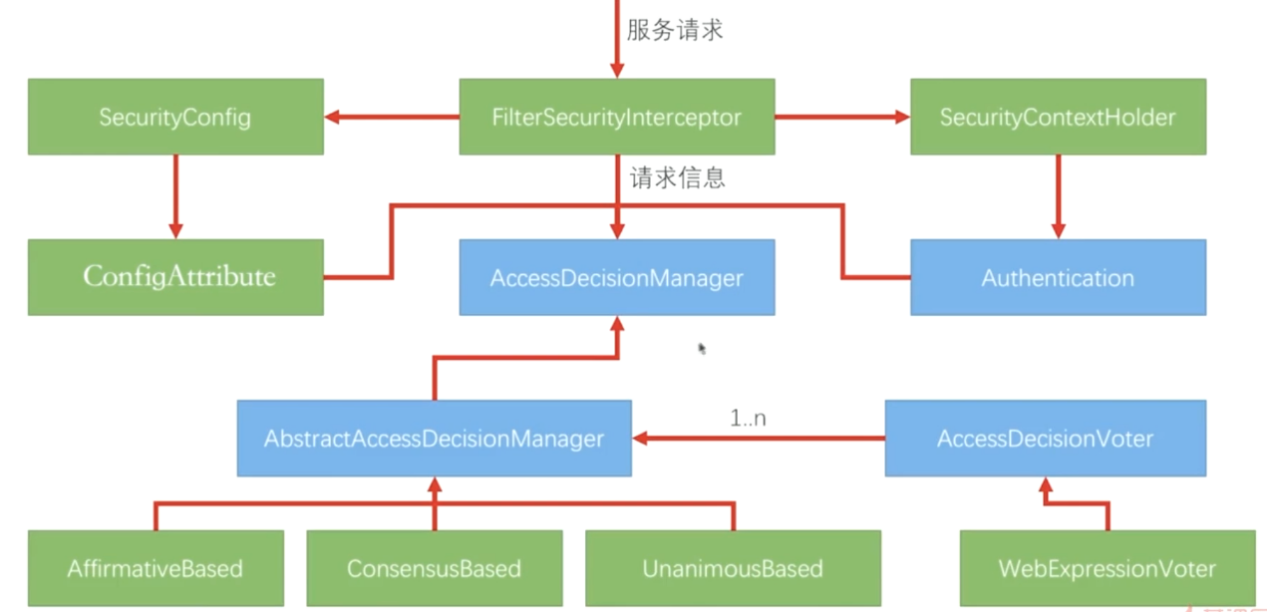 服务请求
SecurityConfig
FilterSecurityInterceptor
SecurityContextHolder
请求信息
ConfigAttribute
AccessDecisionManager
Authentication
1..n
AbstractAccessDecisionManager
AccessDecisionVoter
AffirmativeBased
ConsensusBased
UnanimousBased
WebExpressionVoter